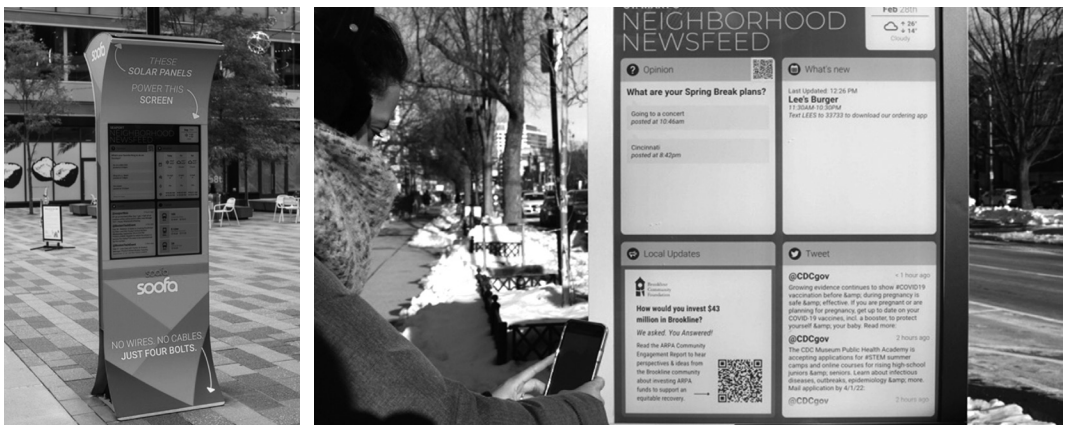 soofa
THESE
SOLAR PANELS
POWER THIS
SCREEN
NEIGHBORHOOD
soofa
NO WIRES, NO CABLES,
JUST FOUR BOLTS.
NEIGHBORHOOD
NEWSFEED
Feb 28th
↑ 26°
↓ 14°
Cloudy
? Opinion
What are your Spring Break plans?
Going to a concert
posted at 10:46am
Cincinnati
posted at 8:42pm
What's new
Last Updated: 12:26 PM
Lee's Burger
11:30AM-10:30PM
Text LEES to 33733 to download our ordering app
Local Updates
Brookline
Community
Foundation
How would you invest $43
million in Brookline?
We asked. You Answered!
Read the ARPA Community
Engagement Report to hear
perspectives & ideas from
the Brookline community
about investing ARPA
funds to support an
equitable recovery.
Tweet
@CDCgov
< 1 hour ago
Growing evidence continues to show #COVID19
vaccination before &amp; during pregnancy is
safe &amp; effective. If you are pregnant or are
planning for pregnancy, get up to date on your
COVID-19 vaccines, incl. a booster, to protect
yourself &amp; your baby. Read more:
@CDCgov
2 hours ago
The CDC Museum Public Health Academy is
accepting applications for #STEM summer
camps and online courses for rising high-school
juniors &amp; seniors. Learn about infectious
diseases, outbreaks, epidemiology &amp; more.
Mail application by 4/1/22:
@CDCgov
2 hours ago